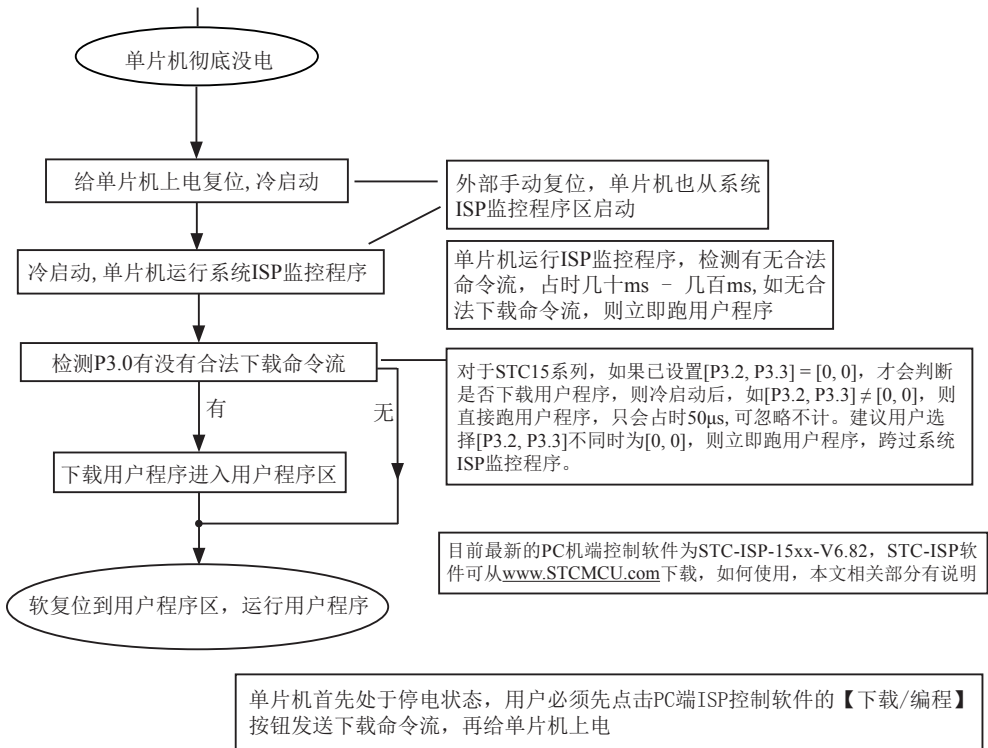 单片机彻底没电
给单片机上电复位,冷启动
外部手动复位，单片机也从系统
ISP监控程序区启动
冷启动,单片机运行系统ISP监控程序
单片机运行ISP监控程序，检测有无合法
命令流，占时几十ms － 几百ms,如无合
法下载命令流，则立即跑用户程序
检测P3.0有没有合法下载命令流
对于STC15系列，如果已设置[P3.2, P3.3] = [0, 0]，才会判断
是否下载用户程序，则冷启动后，如[P3.2, P3.3] ≠ [0, 0]，则
直接跑用户程序，只会占时50μs,可忽略不计。建议用户选
择[P3.2, P3.3]不同时为[0, 0]，则立即跑用户程序，跨过系统
ISP监控程序。
有
无
下载用户程序进入用户程序区
目前最新的PC机端控制软件为STC-ISP-15xx-V6.82，STC-ISP软
件可从www.STCMCU.com下载，如何使用，本文相关部分有说明
软复位到用户程序区，运行用户程序
单片机首先处于停电状态，用户必须先点击PC端ISP控制软件的【下载/编程】
按钮发送下载命令流，再给单片机上电